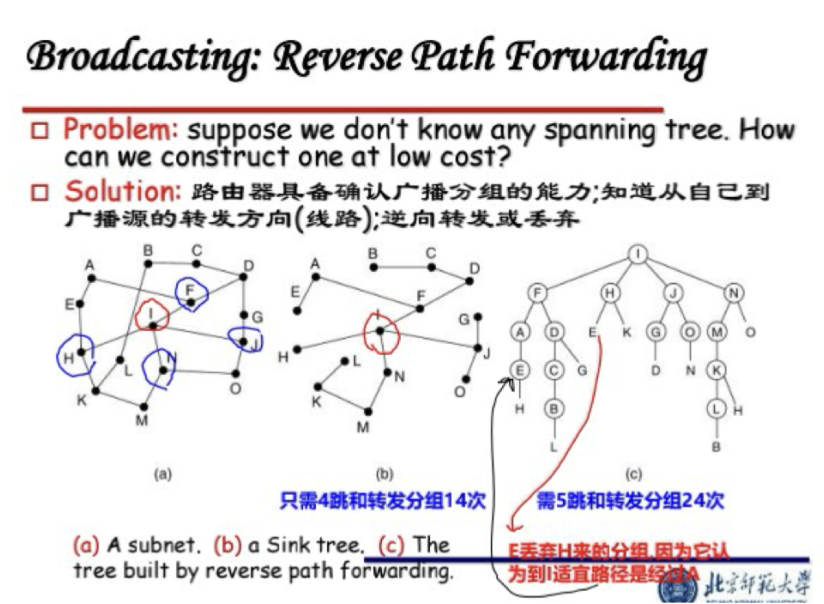 Broadcasting: Reverse Path Forwarding
Problem: suppose we don't know any spanning tree. How
can we construct one at low cost?
Solution: 路由器具备确认广播分组的能力;知道从自己到
广播源的转发方向(线路);逆向转发或丢弃
A B C D
E F I G
H L N J
K M O
(a)
A B C D
E F I G
H L N J
K M O
(b)
I
F H J N
A D E K G O M O
E C G D N K
H B L H
L B
(c)
只需4跳和转发分组14次
需5跳和转发分组24次
(a) A subnet. (b) a Sink tree. (c) The
tree built by reverse path forwarding.
E丢弃H来的分组,因为它认
为到I适宜路径是经过A
北京师范大学